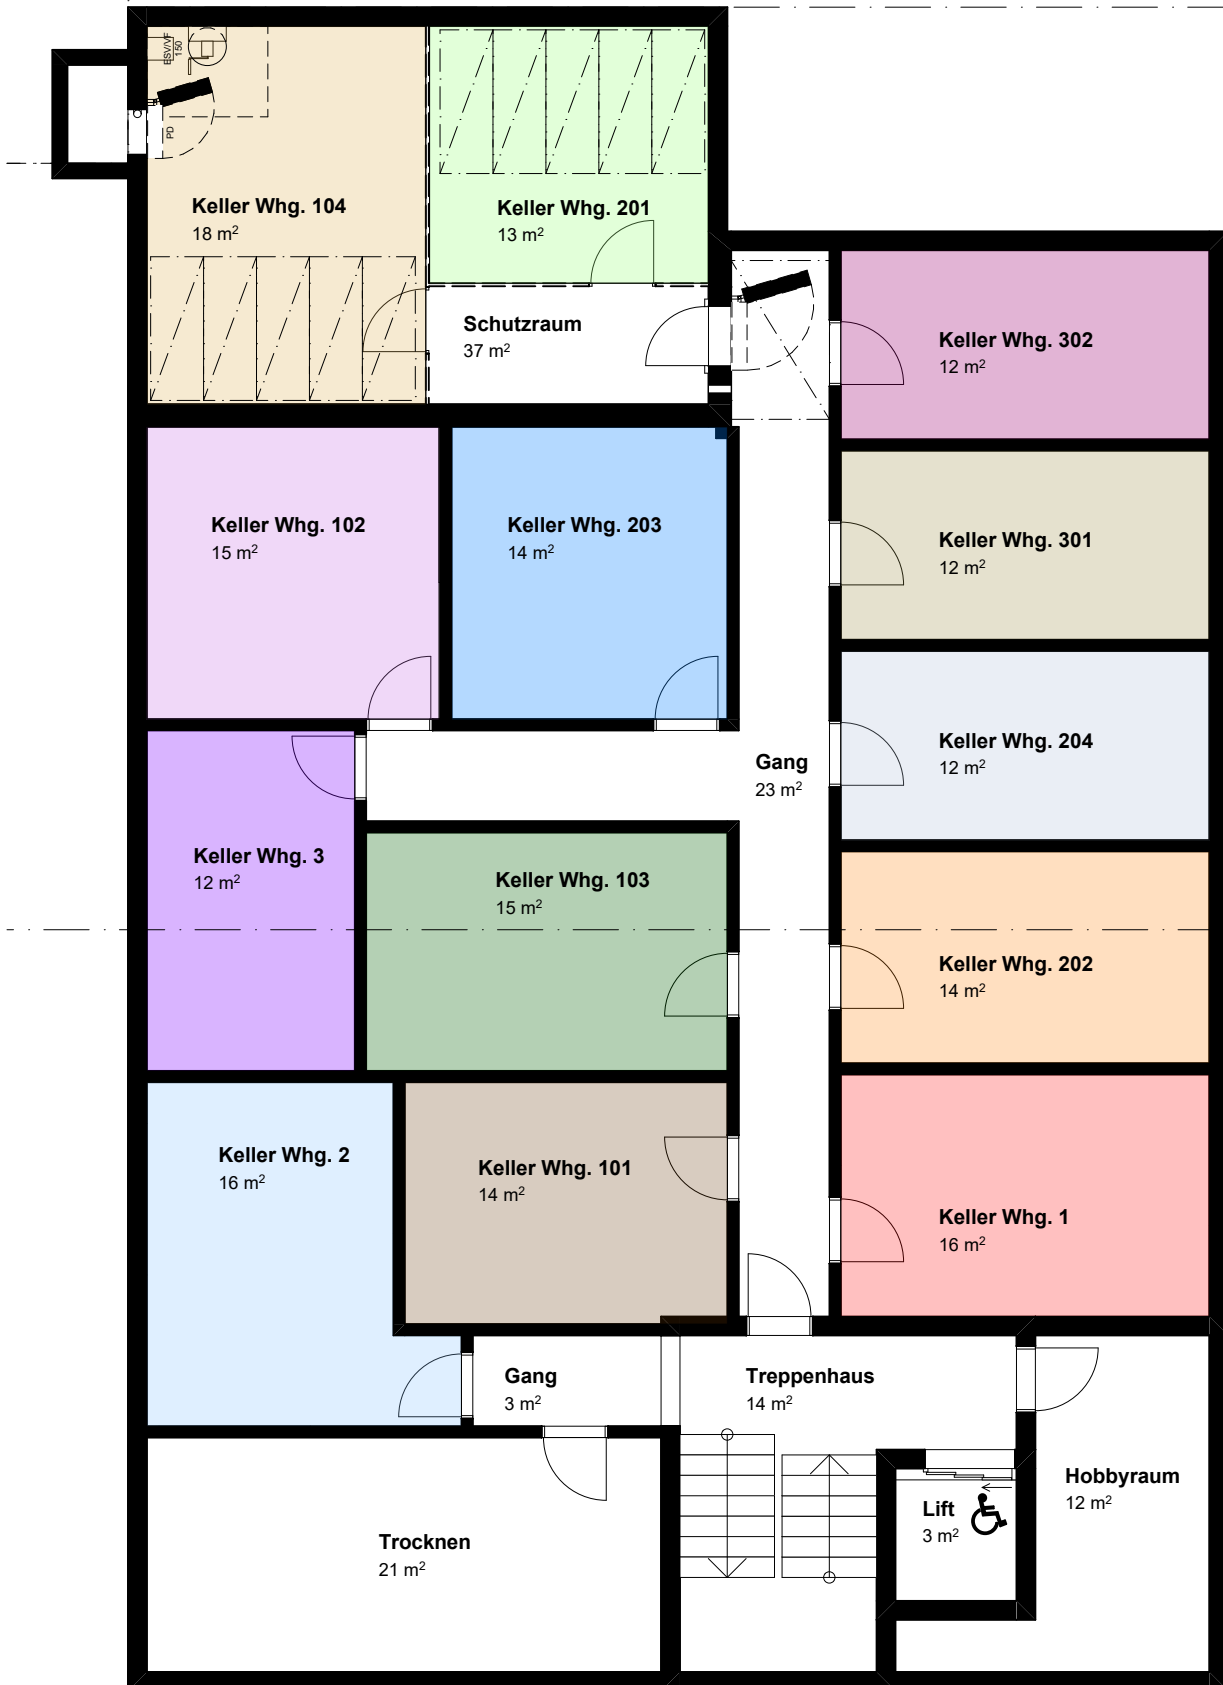 ESV/VF
150
PD
Keller Whg. 104
18 m²
Keller Whg. 201
13 m²
Schutzraum
37 m²
Keller Whg. 302
12 m²
Keller Whg. 102
15 m²
Keller Whg. 203
14 m²
Keller Whg. 301
12 m²
Keller Whg. 204
12 m²
Gang
23 m²
Keller Whg. 3
12 m²
Keller Whg. 103
15 m²
Keller Whg. 202
14 m²
Keller Whg. 2
16 m²
Keller Whg. 101
14 m²
Keller Whg. 1
16 m²
Gang
3 m²
Treppenhaus
14 m²
Hobbyraum
12 m²
Lift
3 m²
Trocknen
21 m²